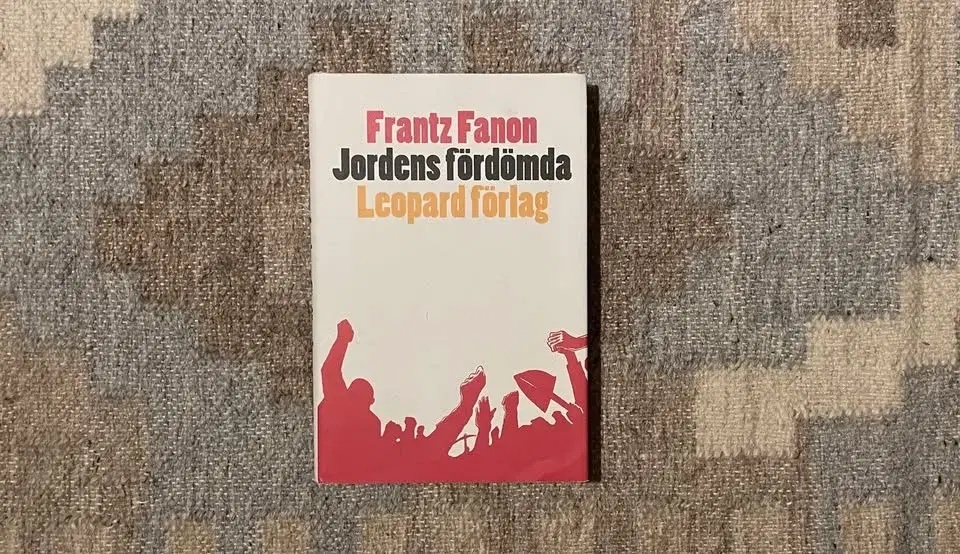 Frantz Fanon
Jordens fördömda
Leopard förlag